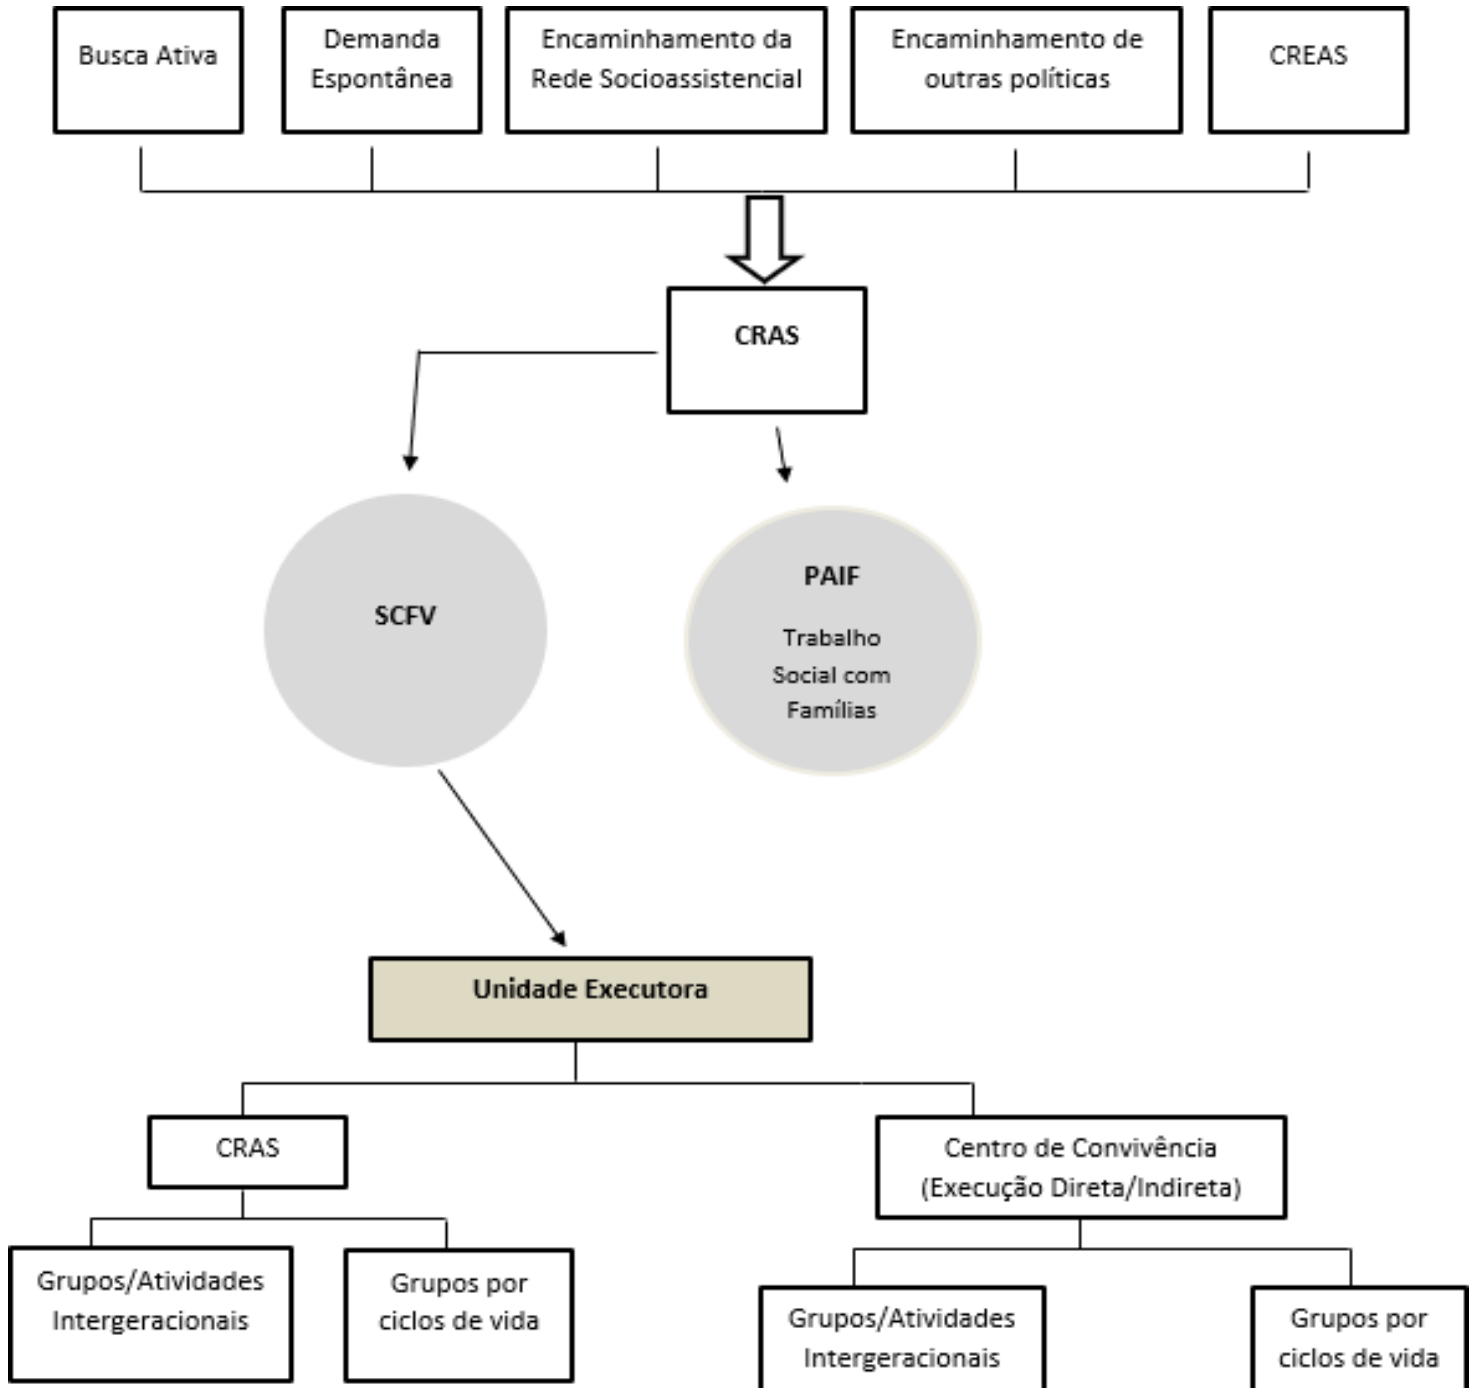 Busca Ativa
Demanda
Espontânea
Encaminhamento da
Rede Socioassistencial
Encaminhamento de
outras políticas
CREAS
CRAS
SCFV
PAIF
Trabalho
Social com
Famílias
Unidade Executora
CRAS
Centro de Convivência
(Execução Direta/Indireta)
Grupos/Atividades
Intergeracionais
Grupos por
ciclos de vida
Grupos/Atividades
Intergeracionais
Grupos por
ciclos de vida